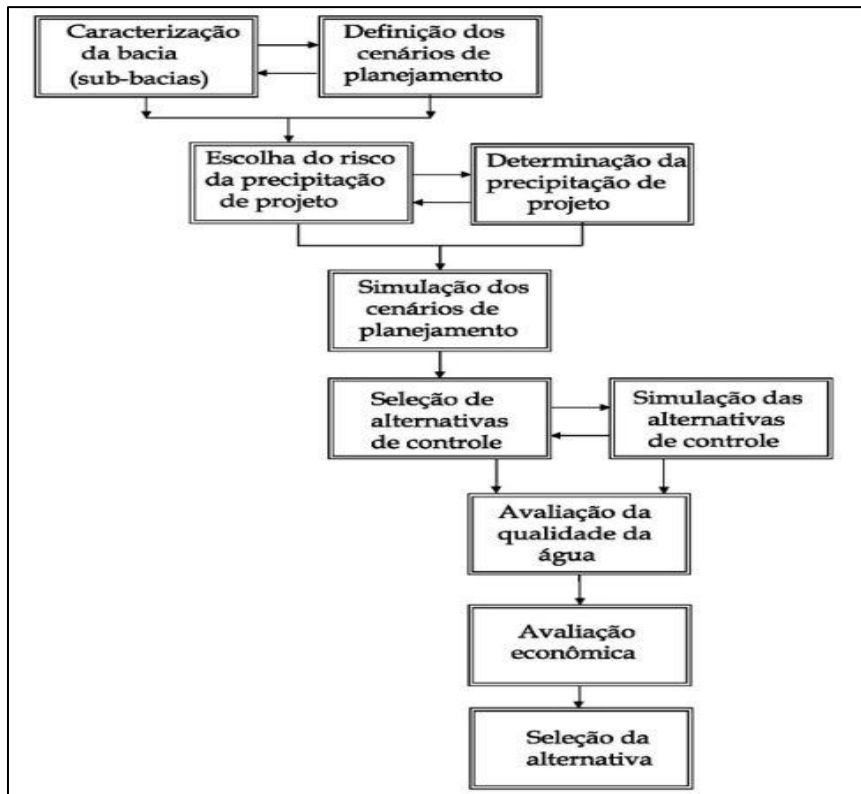 Caracterização
da bacia
(sub-bacias)
Definição dos
cenários de
planejamento
Escolha do risco
da precipitação
de projeto
Determinação da
precipitação de
projeto
Simulação dos
cenários de
planejamento
Seleção de
alternativas
de controle
Simulação das
alternativas
de controle
Avaliação da
qualidade da
água
Avaliação
econômica
Seleção da
alternativa